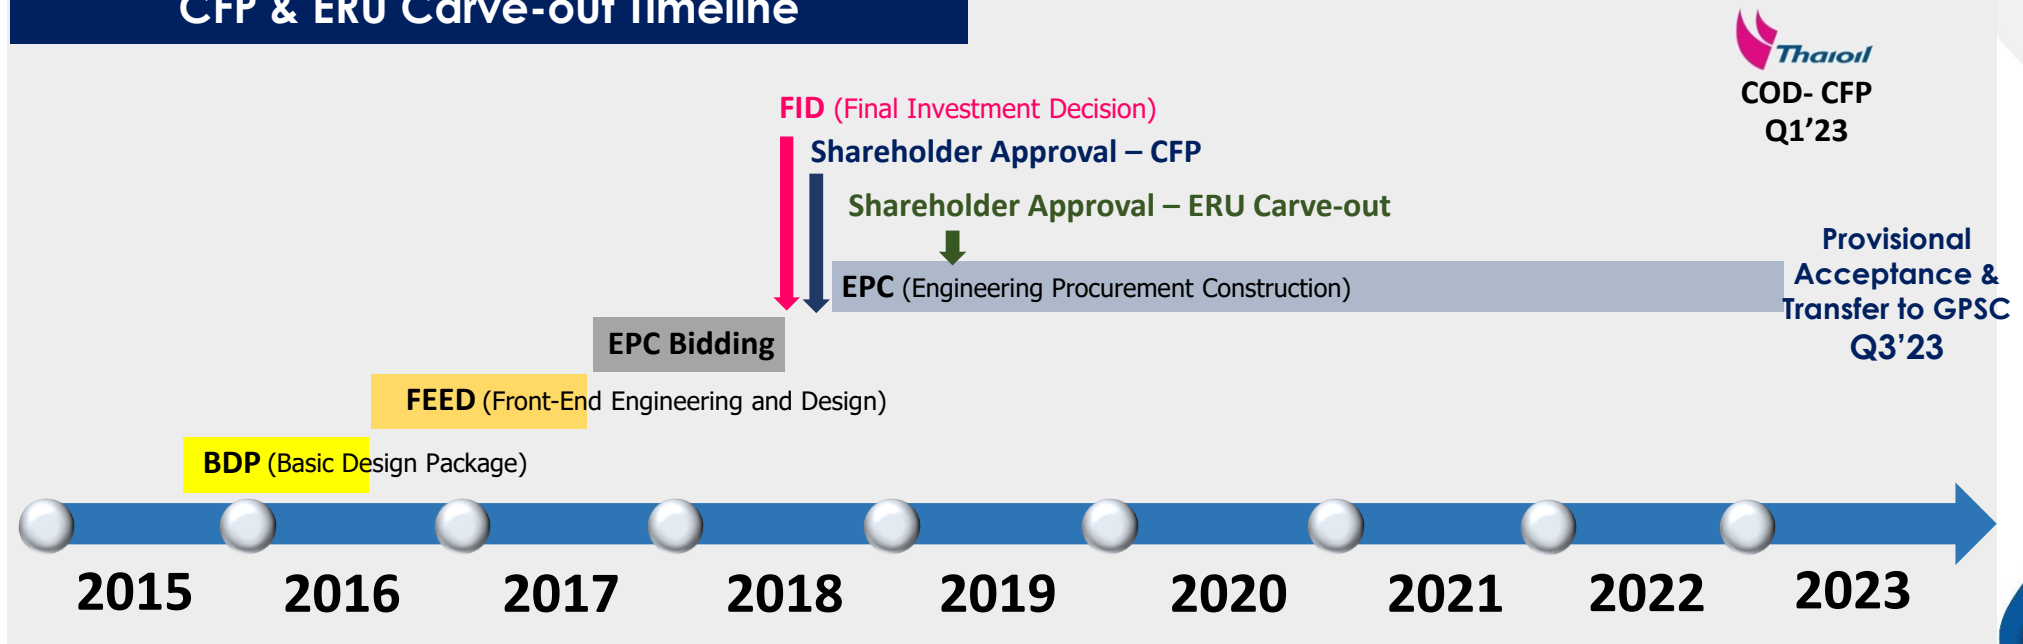 CFP & ERU Carve-out Timeline
Thaioil
COD- CFP
Q1’23
FID (Final Investment Decision)
Shareholder Approval – CFP
Shareholder Approval – ERU Carve-out
Provisional
Acceptance &
Transfer to GPSC
Q3’23
EPC (Engineering Procurement Construction)
EPC Bidding
FEED (Front-End Engineering and Design)
BDP (Basic Design Package)
2015 2016 2017 2018 2019 2020 2021 2022 2023